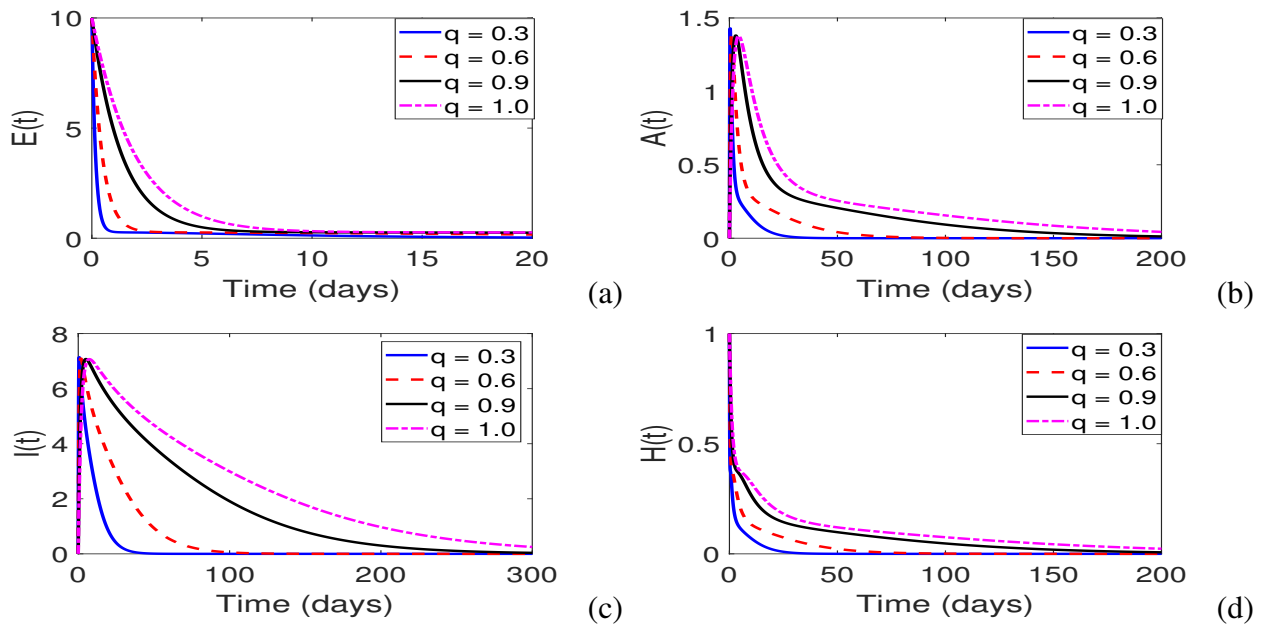 10
5
0
E(t)
0 5 10 15 20
Time (days)
q = 0.3
q = 0.6
q = 0.9
q = 1.0
(a)
1.5
1
0.5
0
A(t)
0 50 100 150 200
Time (days)
q = 0.3
q = 0.6
q = 0.9
q = 1.0
(b)
8
6
4
2
0
I(t)
0 100 200 300
Time (days)
q = 0.3
q = 0.6
q = 0.9
q = 1.0
(c)
1
0.5
0
H(t)
0 50 100 150 200
Time (days)
q = 0.3
q = 0.6
q = 0.9
q = 1.0
(d)